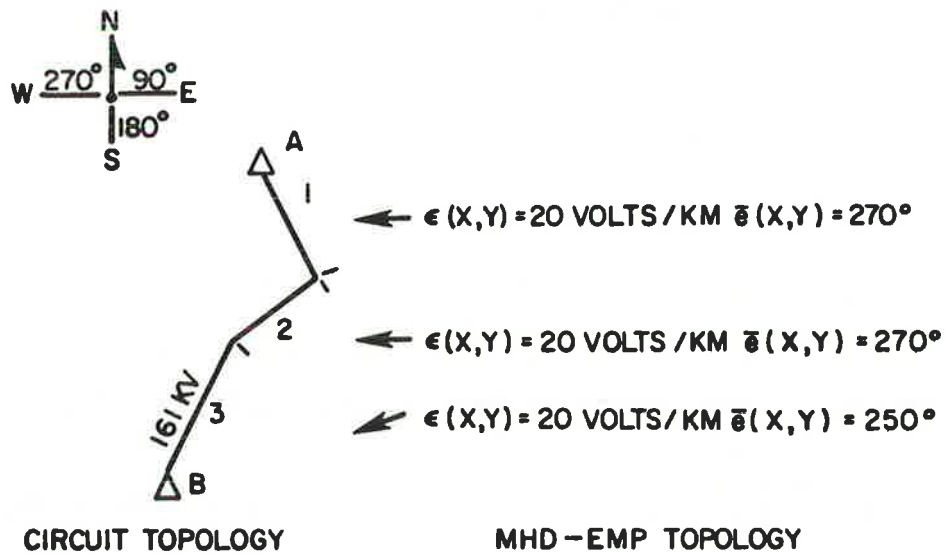 N
270° 90°
W E
180°
S
A
1
ϵ(X,Y) = 20 VOLTS/KM ē(X,Y) = 270°
2
ϵ(X,Y) = 20 VOLTS/KM ē(X,Y) = 270°
161 KV
3
ϵ(X,Y) = 20 VOLTS/KM ē(X,Y) = 250°
B
CIRCUIT TOPOLOGY
MHD-EMP TOPOLOGY